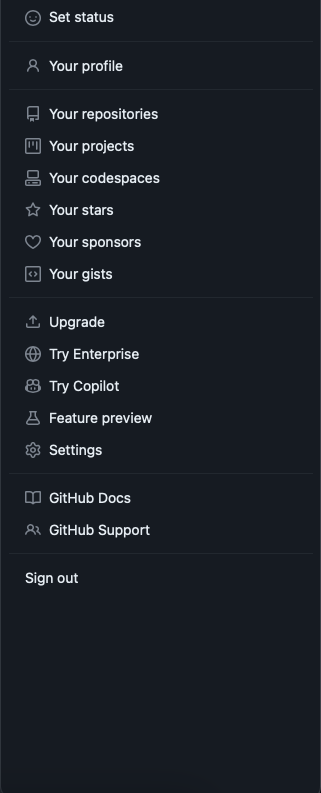 Set status
Your profile
Your repositories
Your projects
Your codespaces
Your stars
Your sponsors
Your gists
Upgrade
Try Enterprise
Try Copilot
Feature preview
Settings
GitHub Docs
GitHub Support
Sign out